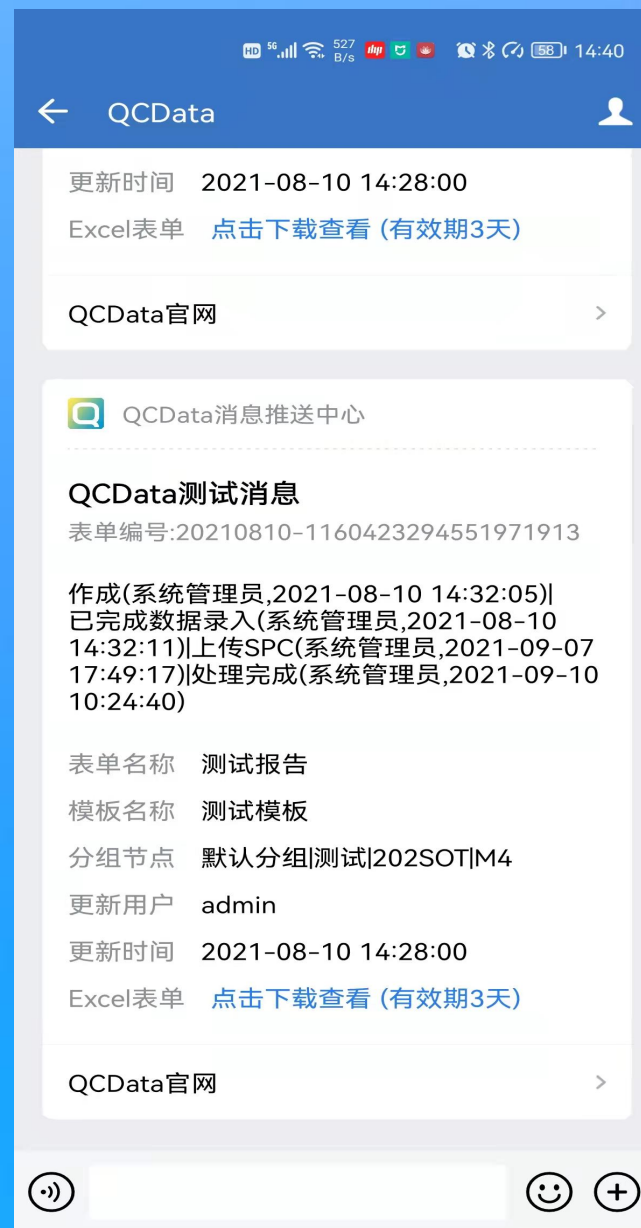 HD 5G 527 B/s 58 14:40
QCData
更新时间 2021-08-10 14:28:00
Excel表单 点击下载查看 (有效期3天)
QCData官网
QCData消息推送中心
QCData测试消息
表单编号:20210810-1160423294551971913
作成(系统管理员,2021-08-10 14:32:05)|
已完成数据录入(系统管理员,2021-08-10
14:32:11)|上传SPC(系统管理员,2021-09-07
17:49:17)|处理完成(系统管理员,2021-09-10
10:24:40)
表单名称 测试报告
模板名称 测试模板
分组节点 默认分组|测试|202SOT|M4
更新用户 admin
更新时间 2021-08-10 14:28:00
Excel表单 点击下载查看 (有效期3天)
QCData官网